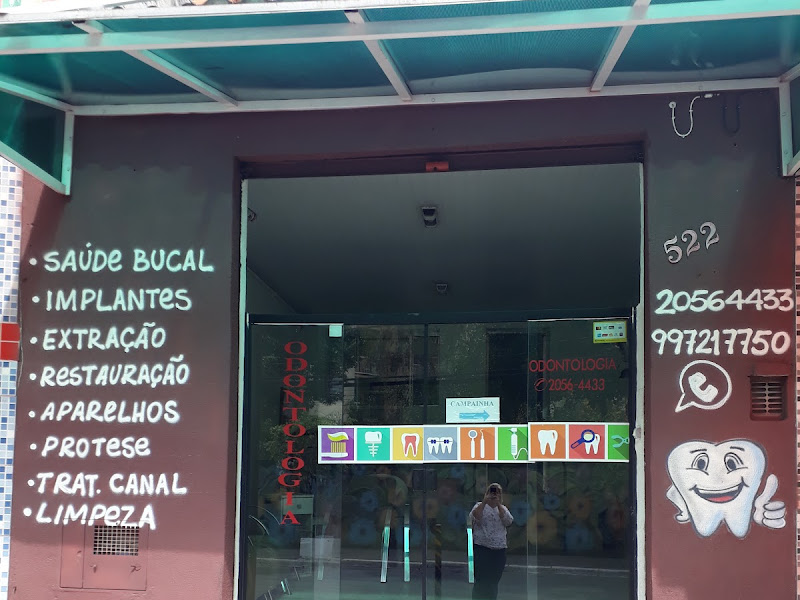 • SAÚDE BUCAL
• IMPLANTES
• EXTRAÇÃO
• RESTAURAÇÃO
• APARELHOS
• PROTESE
• TRAT. CANAL
• LIMPEZA
ODONTOLOGIA
CAMPAINHA
ODONTOLOGIA
2056-4433
522
20564433
997217750